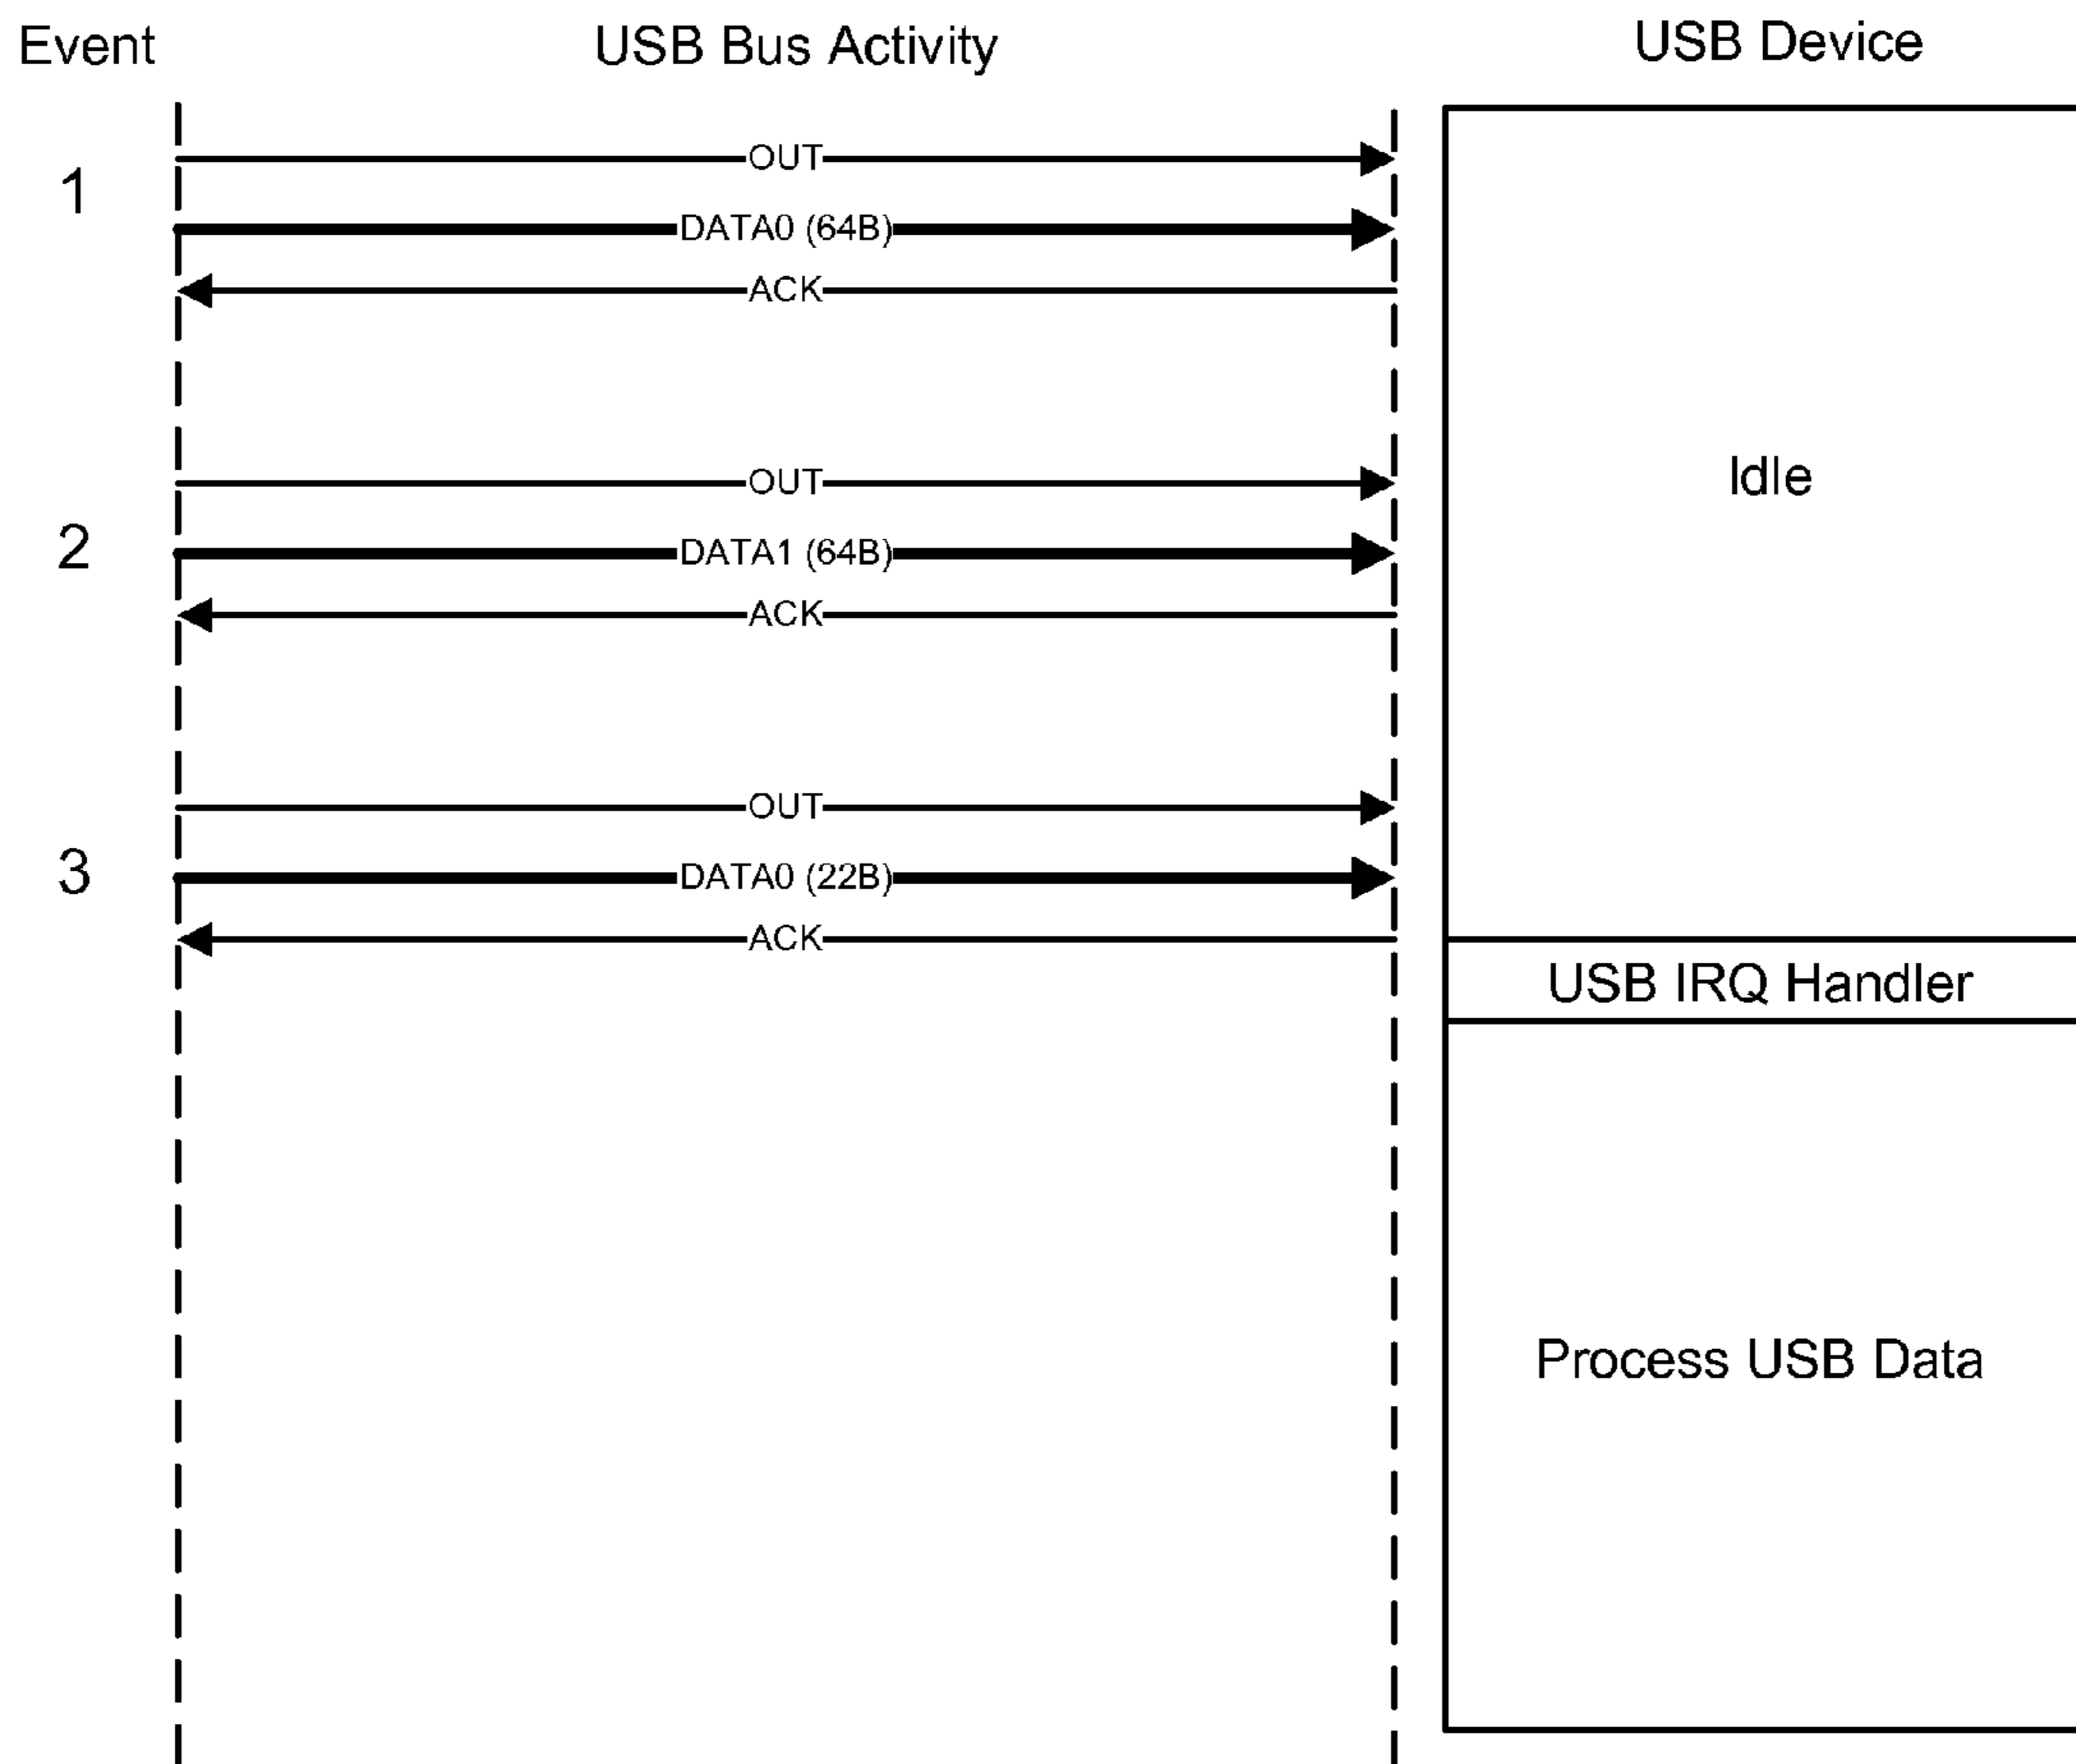 Event
USB Bus Activity
USB Device
OUT
1
DATA0 (64B)
ACK
Idle
OUT
2
DATA1 (64B)
ACK
OUT
3
DATA0 (22B)
ACK
USB IRQ Handler
Process USB Data